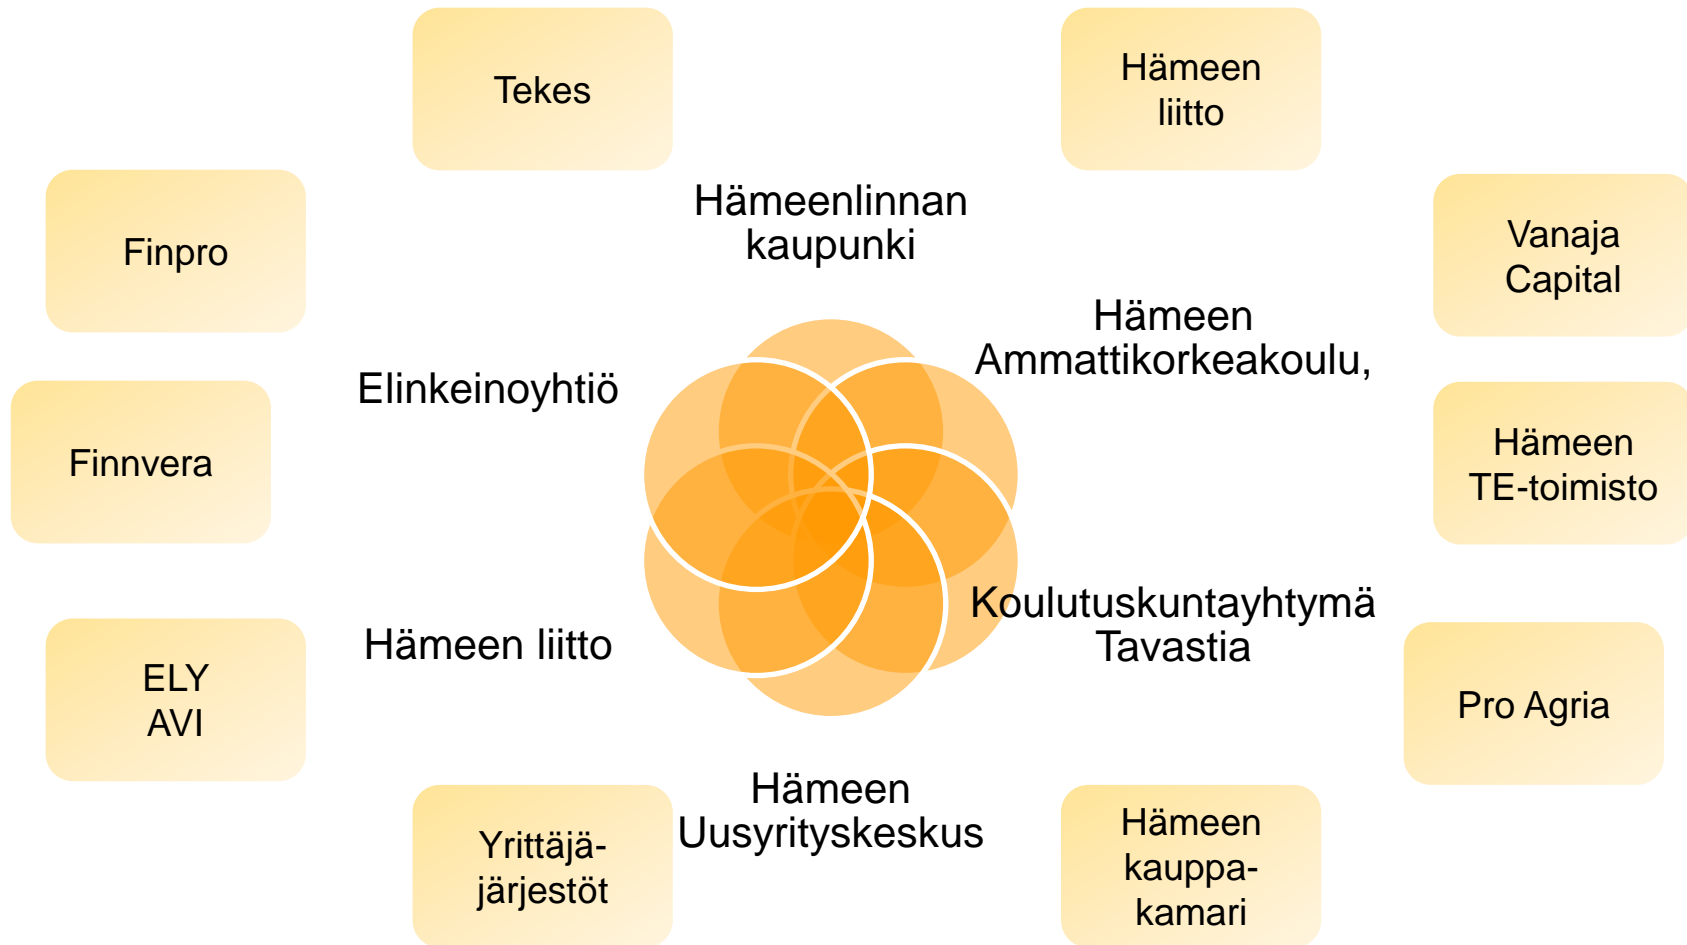 Tekes
Hämeen
liitto
Hämeenlinnan
kaupunki
Finpro
Vanaja
Capital
Hämeen
Ammattikorkeakoulu,
Elinkeinoyhtiö
Finnvera
Hämeen
TE-toimisto
Koulutuskuntayhtymä
Tavastia
Hämeen liitto
ELY
AVI
Pro Agria
Hämeen
Uusyrityskeskus
Yrittäjä-
järjestöt
Hämeen
kauppa-
kamari